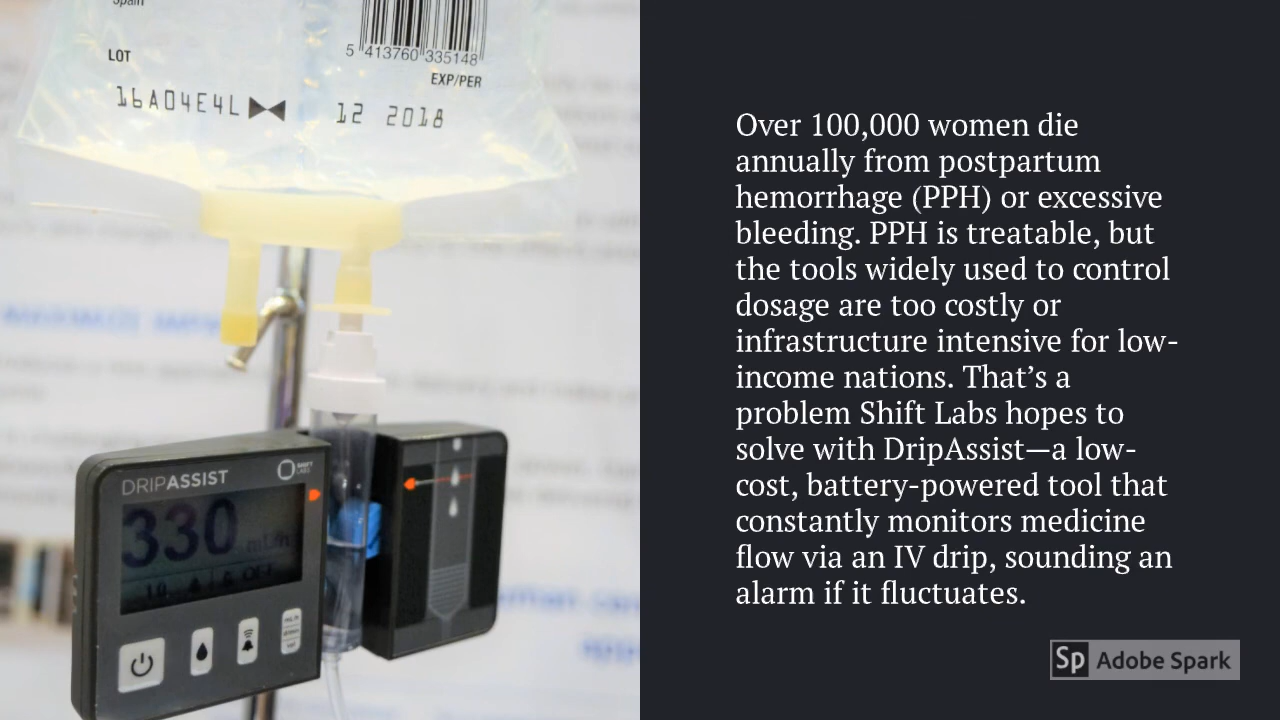 Spain
5 413760 335148
LOT
EXP/PER
16A04E4L
12 2018
DRIPASSIST
SHIFT
LABS
330 mL/h
10
OFF
mL/h
Over 100,000 women die
annually from postpartum
hemorrhage (PPH) or excessive
bleeding. PPH is treatable, but
the tools widely used to control
dosage are too costly or
infrastructure intensive for low-
income nations. That’s a
problem Shift Labs hopes to
solve with DripAssist—a low-
cost, battery-powered tool that
constantly monitors medicine
flow via an IV drip, sounding an
alarm if it fluctuates.
Sp Adobe Spark